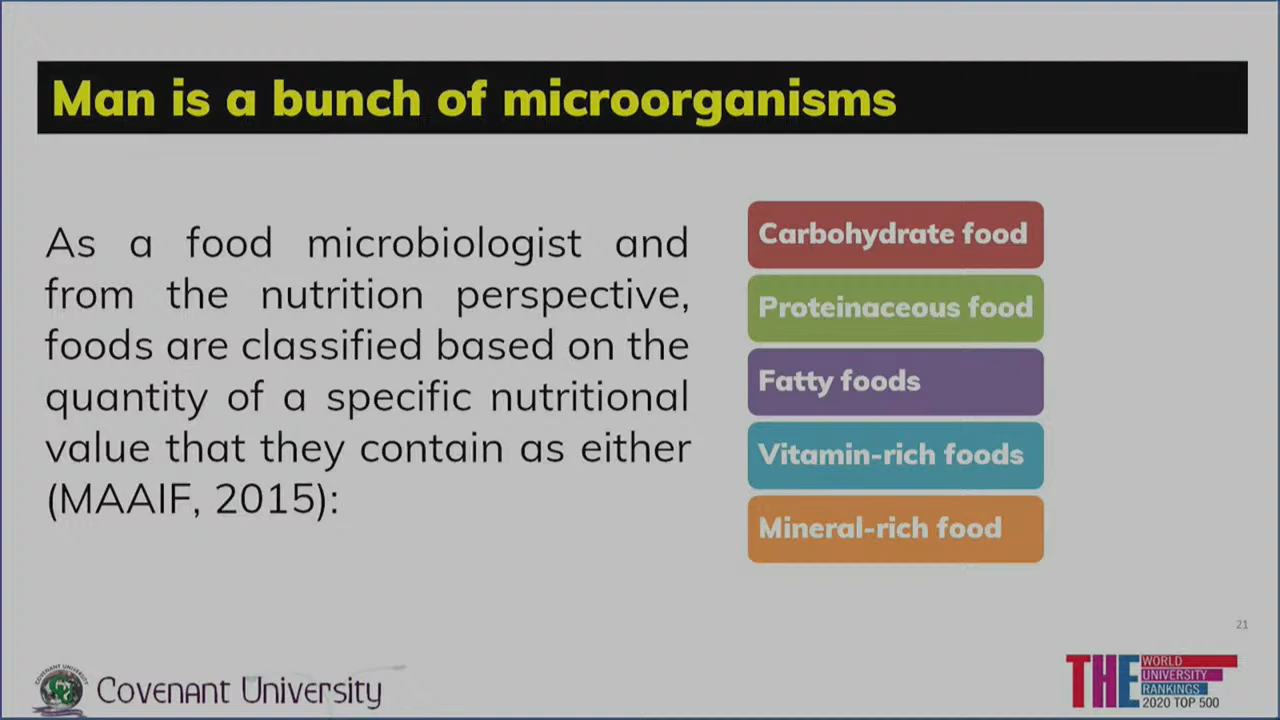 Man is a bunch of microorganisms
As a food microbiologist and
from the nutrition perspective,
foods are classified based on the
quantity of a specific nutritional
value that they contain as either
(MAAIF, 2015):
Carbohydrate food
Proteinaceous food
Fatty foods
Vitamin-rich foods
Mineral-rich food
21
COVENANT UNIVERSITY
Covenant University
THE WORLD
UNIVERSITY
RANKINGS
2020 TOP 500